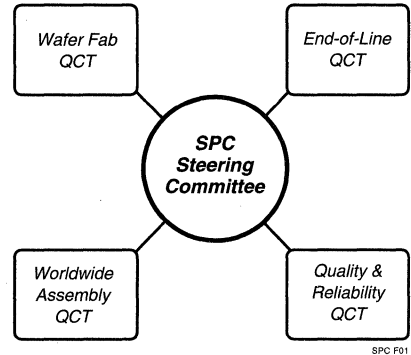 Wafer Fab
QCT
End-of-Line
QCT
SPC
Steering
Committee
Worldwide
Assembly
QCT
Quality &
Reliability
QCT
SPC F01